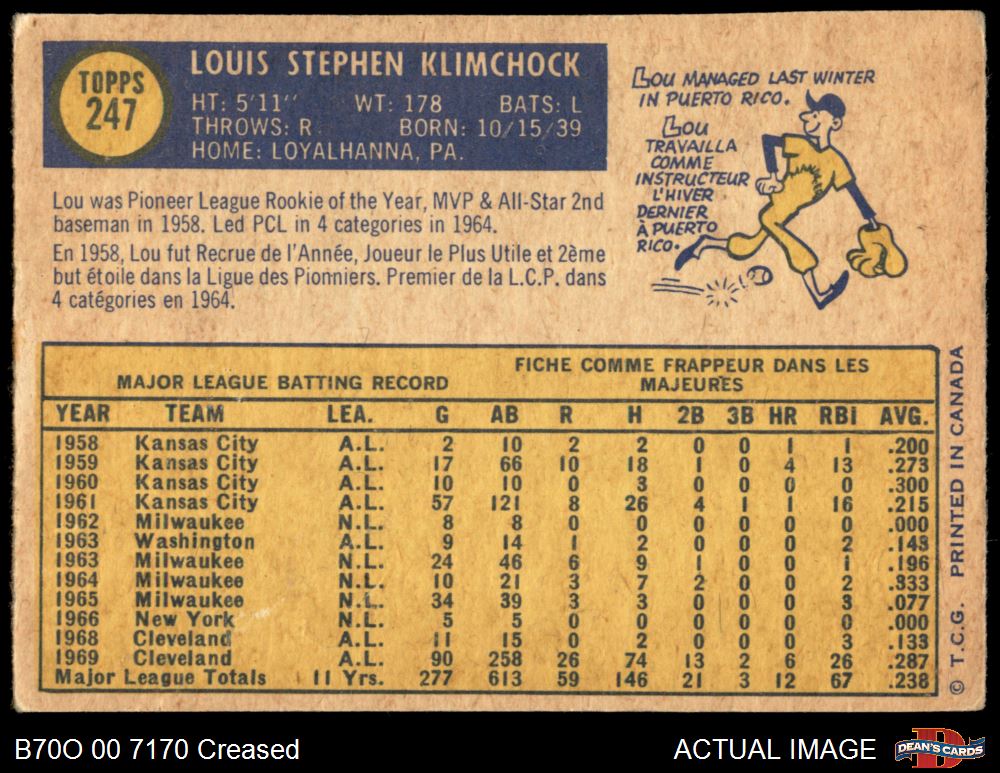 TOPPS
247
LOUIS STEPHEN KLIMCHOCK
HT: 5'11" WT: 178 BATS: L
THROWS: R BORN: 10/15/39
HOME: LOYALHANNA, PA.
LOU MANAGED LAST WINTER
IN PUERTO RICO.
LOU
TRAVAILLA
COMME
INSTRUCTEUR
L'HIVER
DERNIER
À PUERTO
RICO.
Lou was Pioneer League Rookie of the Year, MVP & All-Star 2nd
baseman in 1958. Led PCL in 4 categories in 1964.
En 1958, Lou fut Recrue de l'Année, Joueur le Plus Utile et 2ème
but étoile dans la Ligue des Pionniers. Premier de la L.C.P. dans
4 catégories en 1964.
MAJOR LEAGUE BATTING RECORD
FICHE COMME FRAPPEUR DANS LES
MAJEURES
YEAR TEAM LEA. G AB R H 2B 3B HR RBI AVG.
1958 Kansas City A.L. 2 10 2 2 0 0 1 1 .200
1959 Kansas City A.L. 17 66 10 18 1 0 4 13 .273
1960 Kansas City A.L. 10 10 0 3 0 0 0 0 .300
1961 Kansas City A.L. 57 121 8 26 4 1 1 16 .215
1962 Milwaukee N.L. 8 8 0 0 0 0 0 0 .000
1963 Washington A.L. 9 14 1 2 0 0 0 2 .143
1963 Milwaukee N.L. 24 46 6 9 1 0 0 1 .196
1964 Milwaukee N.L. 10 21 3 7 2 0 0 2 .333
1965 Milwaukee N.L. 34 39 3 3 0 0 0 3 .077
1966 New York N.L. 5 5 0 0 0 0 0 0 .000
1968 Cleveland A.L. 11 15 0 2 0 0 0 3 .133
1969 Cleveland A.L. 90 258 26 74 13 2 6 26 .287
Major League Totals 11 Yrs. 277 613 59 146 21 3 12 67 .238
© T.C.G. PRINTED IN CANADA
B70O 00 7170 Creased
ACTUAL IMAGE
DEAN'S CARDS